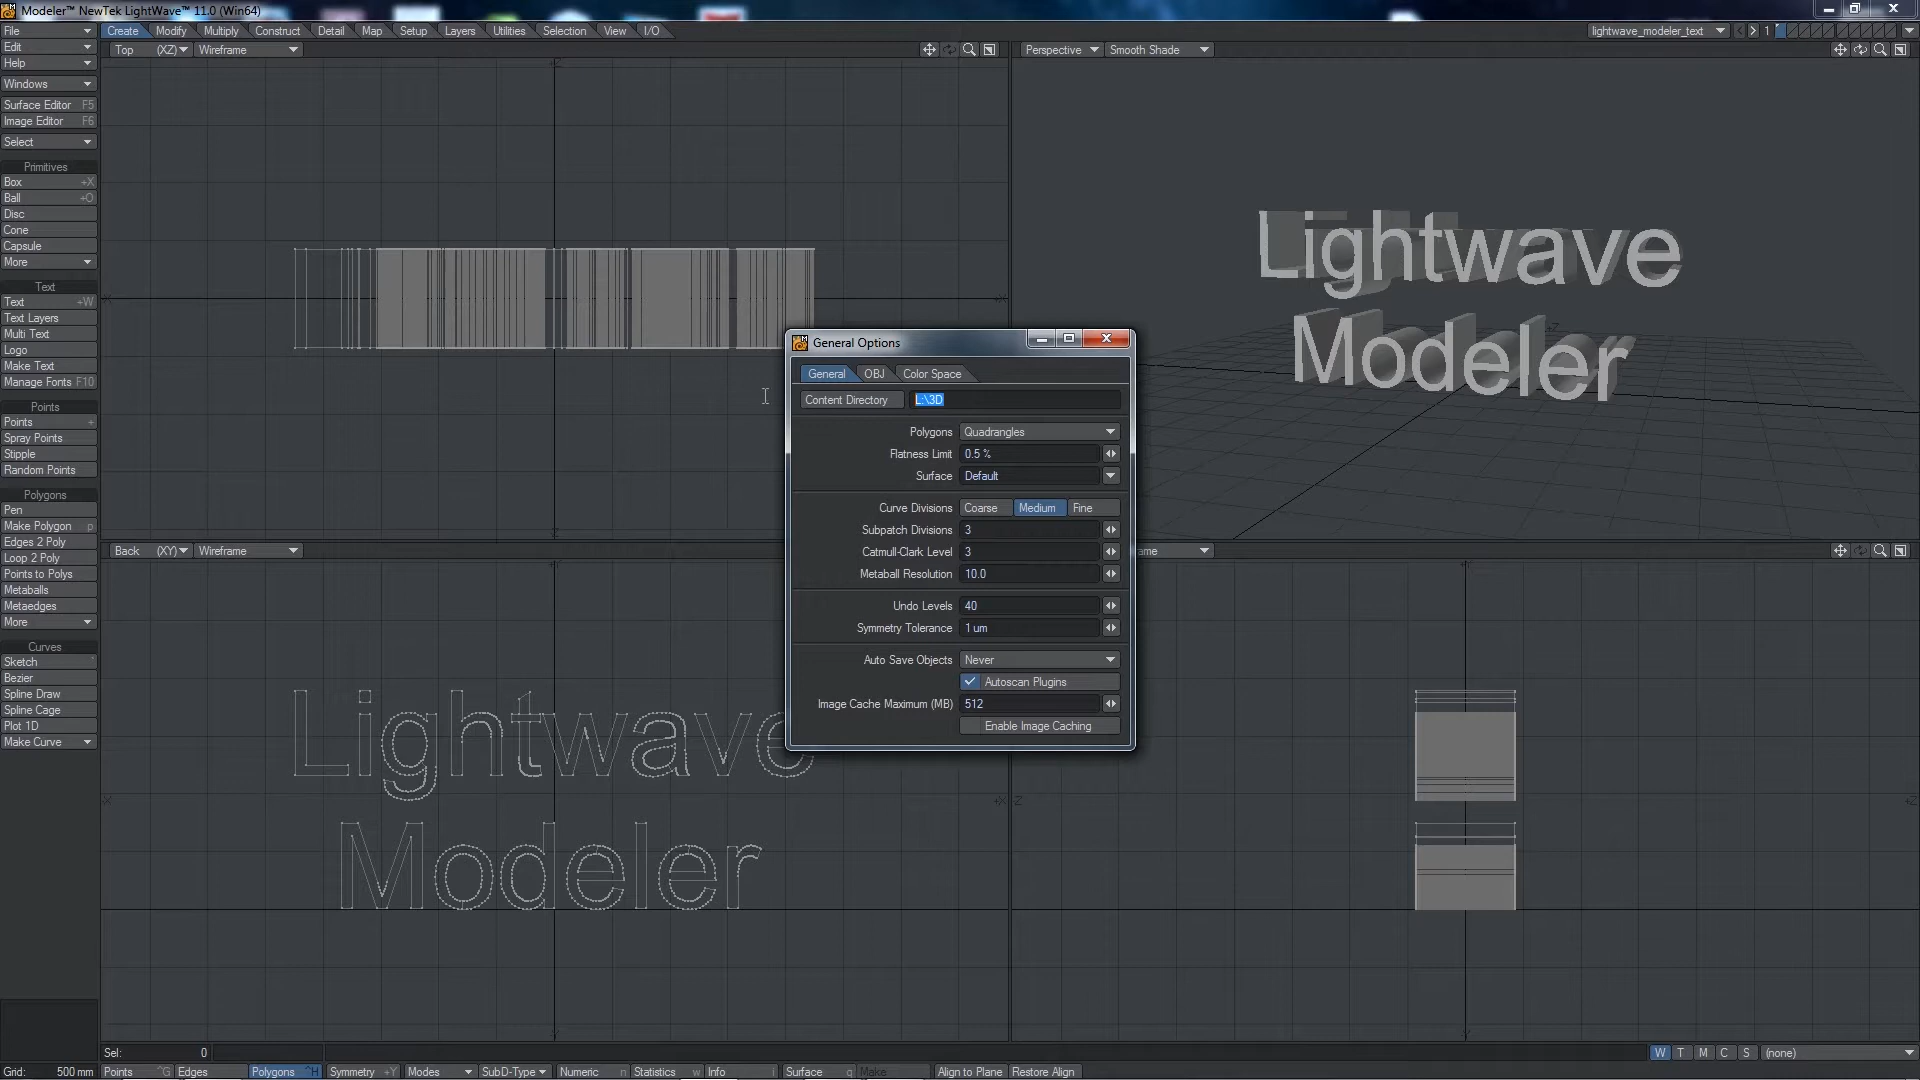 Modeler™ NewTek LightWave™ 11.0 (Win64)
File
Edit
Help
Windows
Surface Editor F5
Image Editor F6
Select
Primitives
Box +X
Ball +O
Disc
Cone
Capsule
More
Text
Text +W
Text Layers
Multi Text
Logo
Make Text
Manage Fonts F10
Points
Points +
Spray Points
Stipple
Random Points
Polygons
Pen
Make Polygon p
Edges 2 Poly
Loop 2 Poly
Points to Polys
Metaballs
Metaedges
More
Curves
Sketch `
Bezier
Spline Draw
Spline Cage
Plot 1D
Make Curve
Create Modify Multiply Construct Detail Map Setup Layers Utilities Selection View I/O
lightwave_modeler_text 1
Top (XZ) Wireframe
Perspective Smooth Shade
Lightwave
Modeler
Back (XY) Wireframe
ame
Lightwave
Modeler
General Options
General OBJ Color Space
Content Directory L:\3D
Polygons Quadrangles
Flatness Limit 0.5 %
Surface Default
Curve Divisions Coarse Medium Fine
Subpatch Divisions 3
Catmull-Clark Level 3
Metaball Resolution 10.0
Undo Levels 40
Symmetry Tolerance 1 um
Auto Save Objects Never
Autoscan Plugins
Image Cache Maximum (MB) 512
Enable Image Caching
Sel: 0
W T M C S (none)
Grid: 500 mm Points ^G Edges Polygons ^H Symmetry +Y Modes SubD-Type Numeric n Statistics w Info i Surface q Make Align to Plane Restore Align